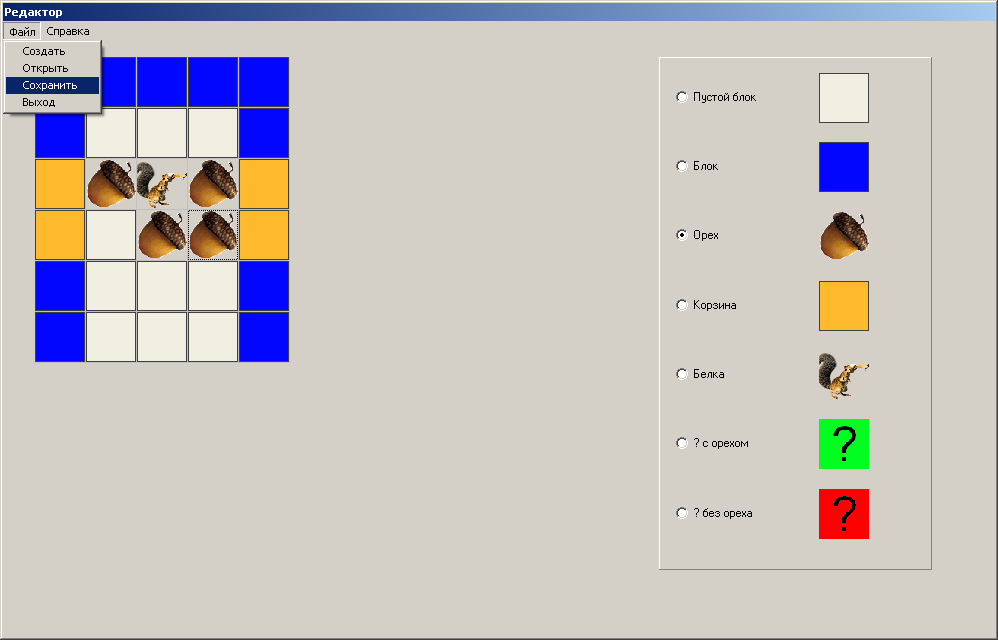 Редактор
Файл Справка
Создать
Открыть
Сохранить
Выход
Пустой блок
Блок
Орех
Корзина
Белка
? с орехом
?
? без ореха
?